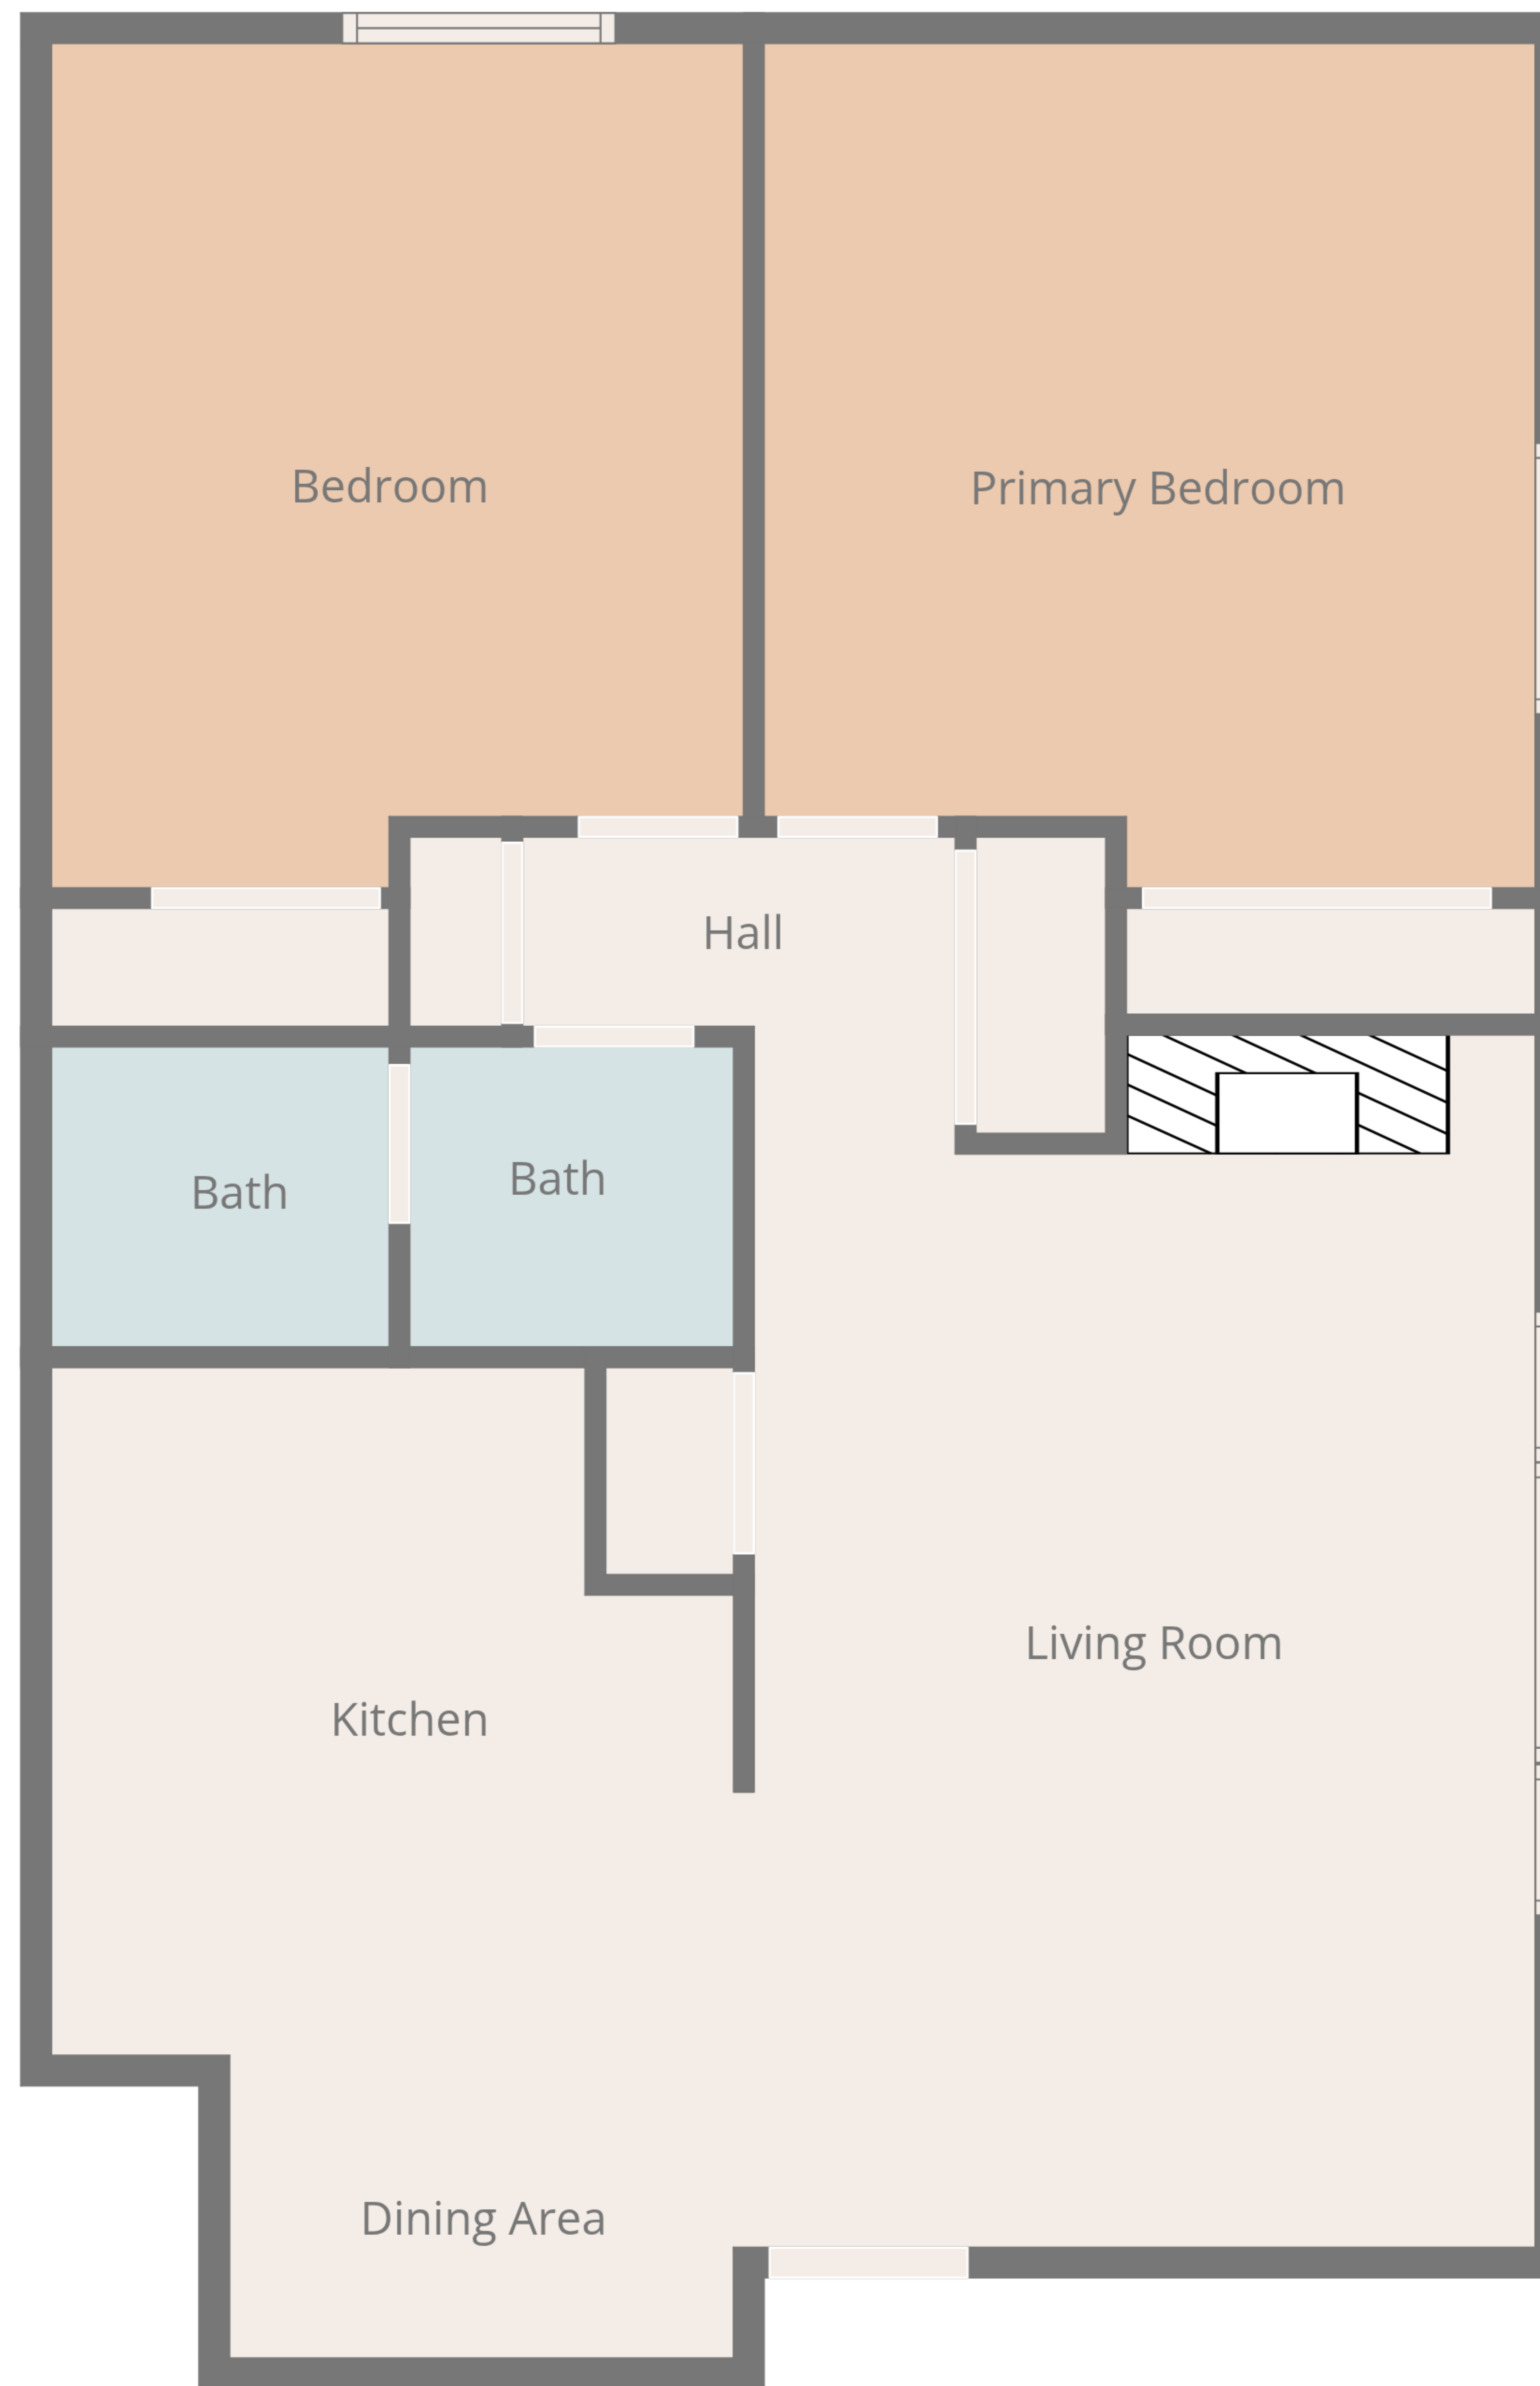 Bedroom
Primary Bedroom
Hall
Bath
Bath
Living Room
Kitchen
Dining Area